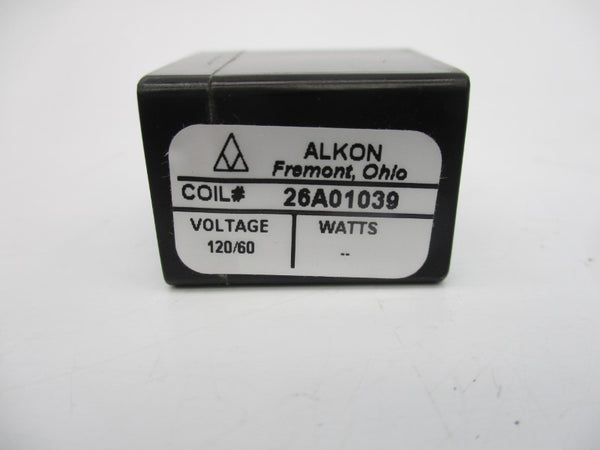 ALKON
Fremont, Ohio
COIL# 26A01039
VOLTAGE WATTS
120/60 --